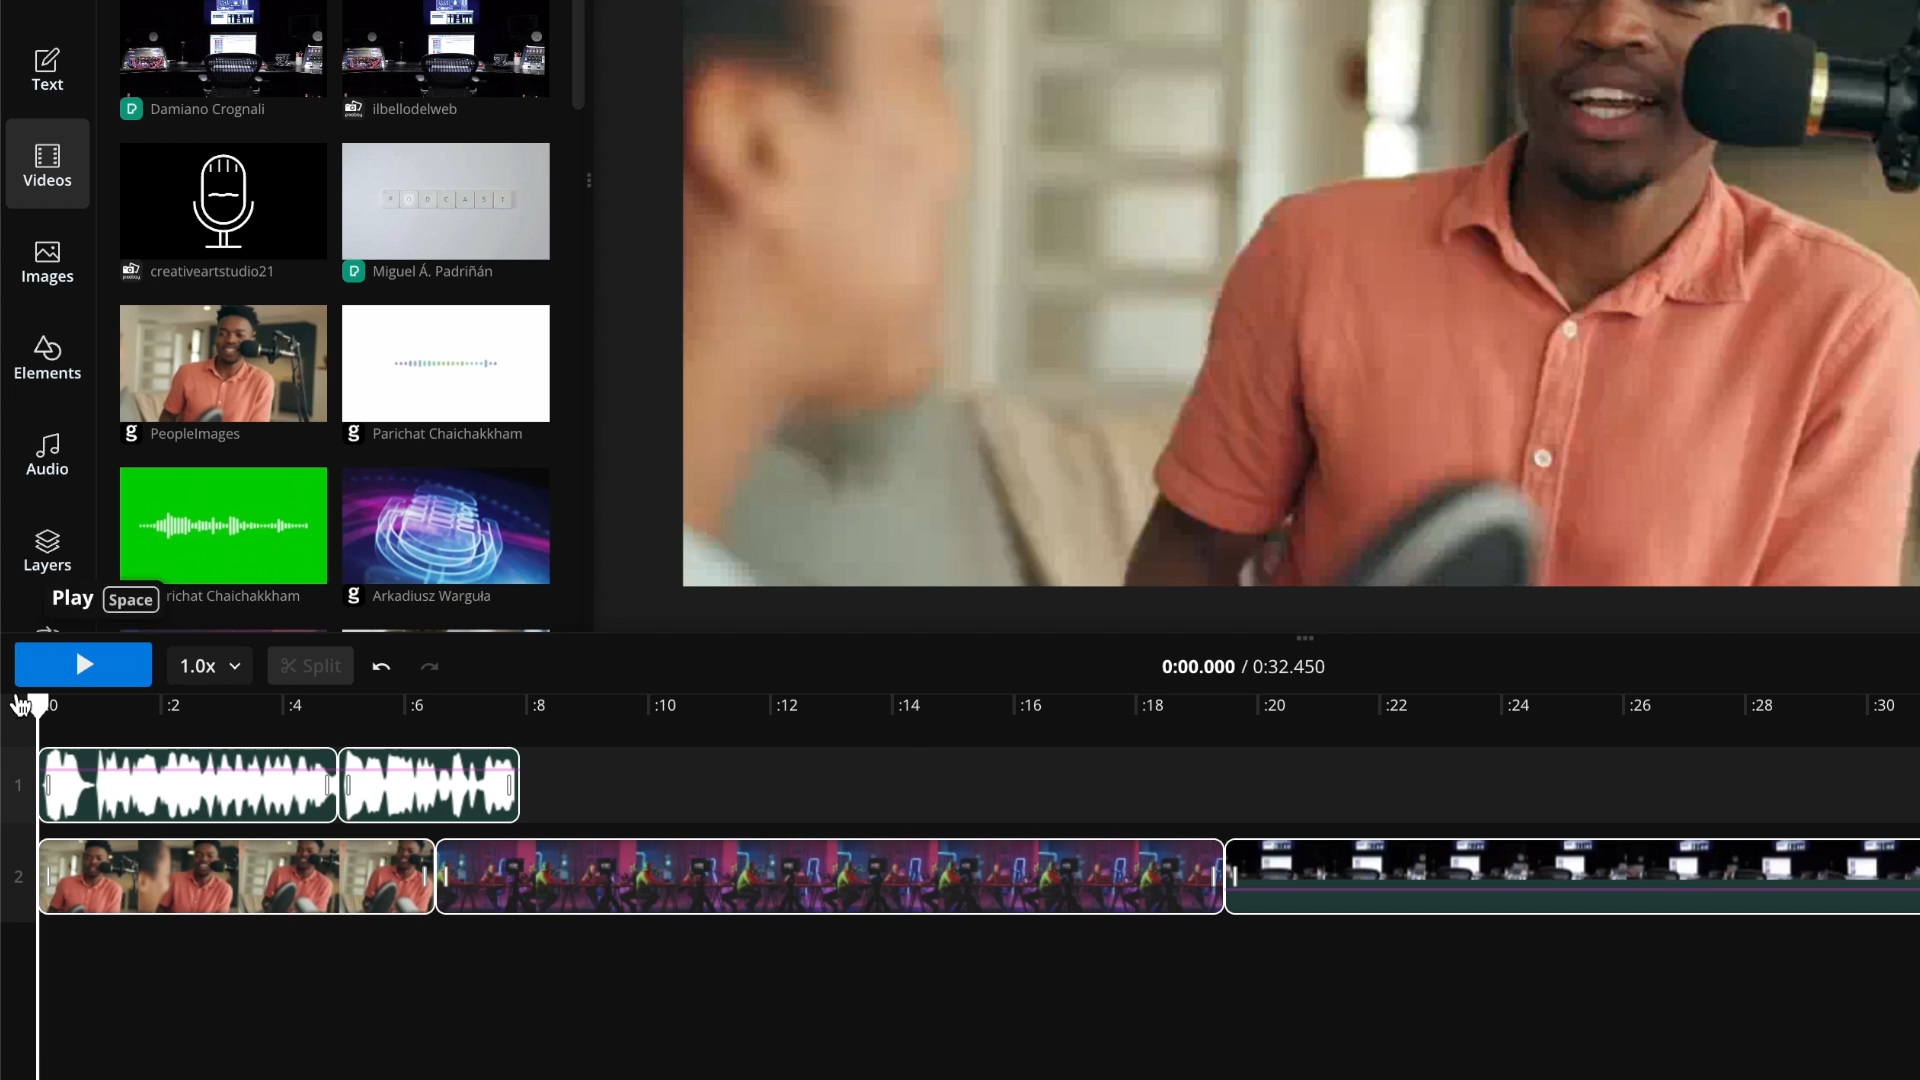 Text
Videos
Images
Elements
Audio
Layers
Damiano Crognali
ilbellodelweb
creativeartstudio21
P O D C A S T
Miguel Á. Padriñán
PeopleImages
Parichat Chaichakkham
richat Chaichakkham
Arkadiusz Warguła
Play Space
1.0x Split
0:00.000 / 0:32.450
:0 :2 :4 :6 :8 :10 :12 :14 :16 :18 :20 :22 :24 :26 :28 :30
1
2